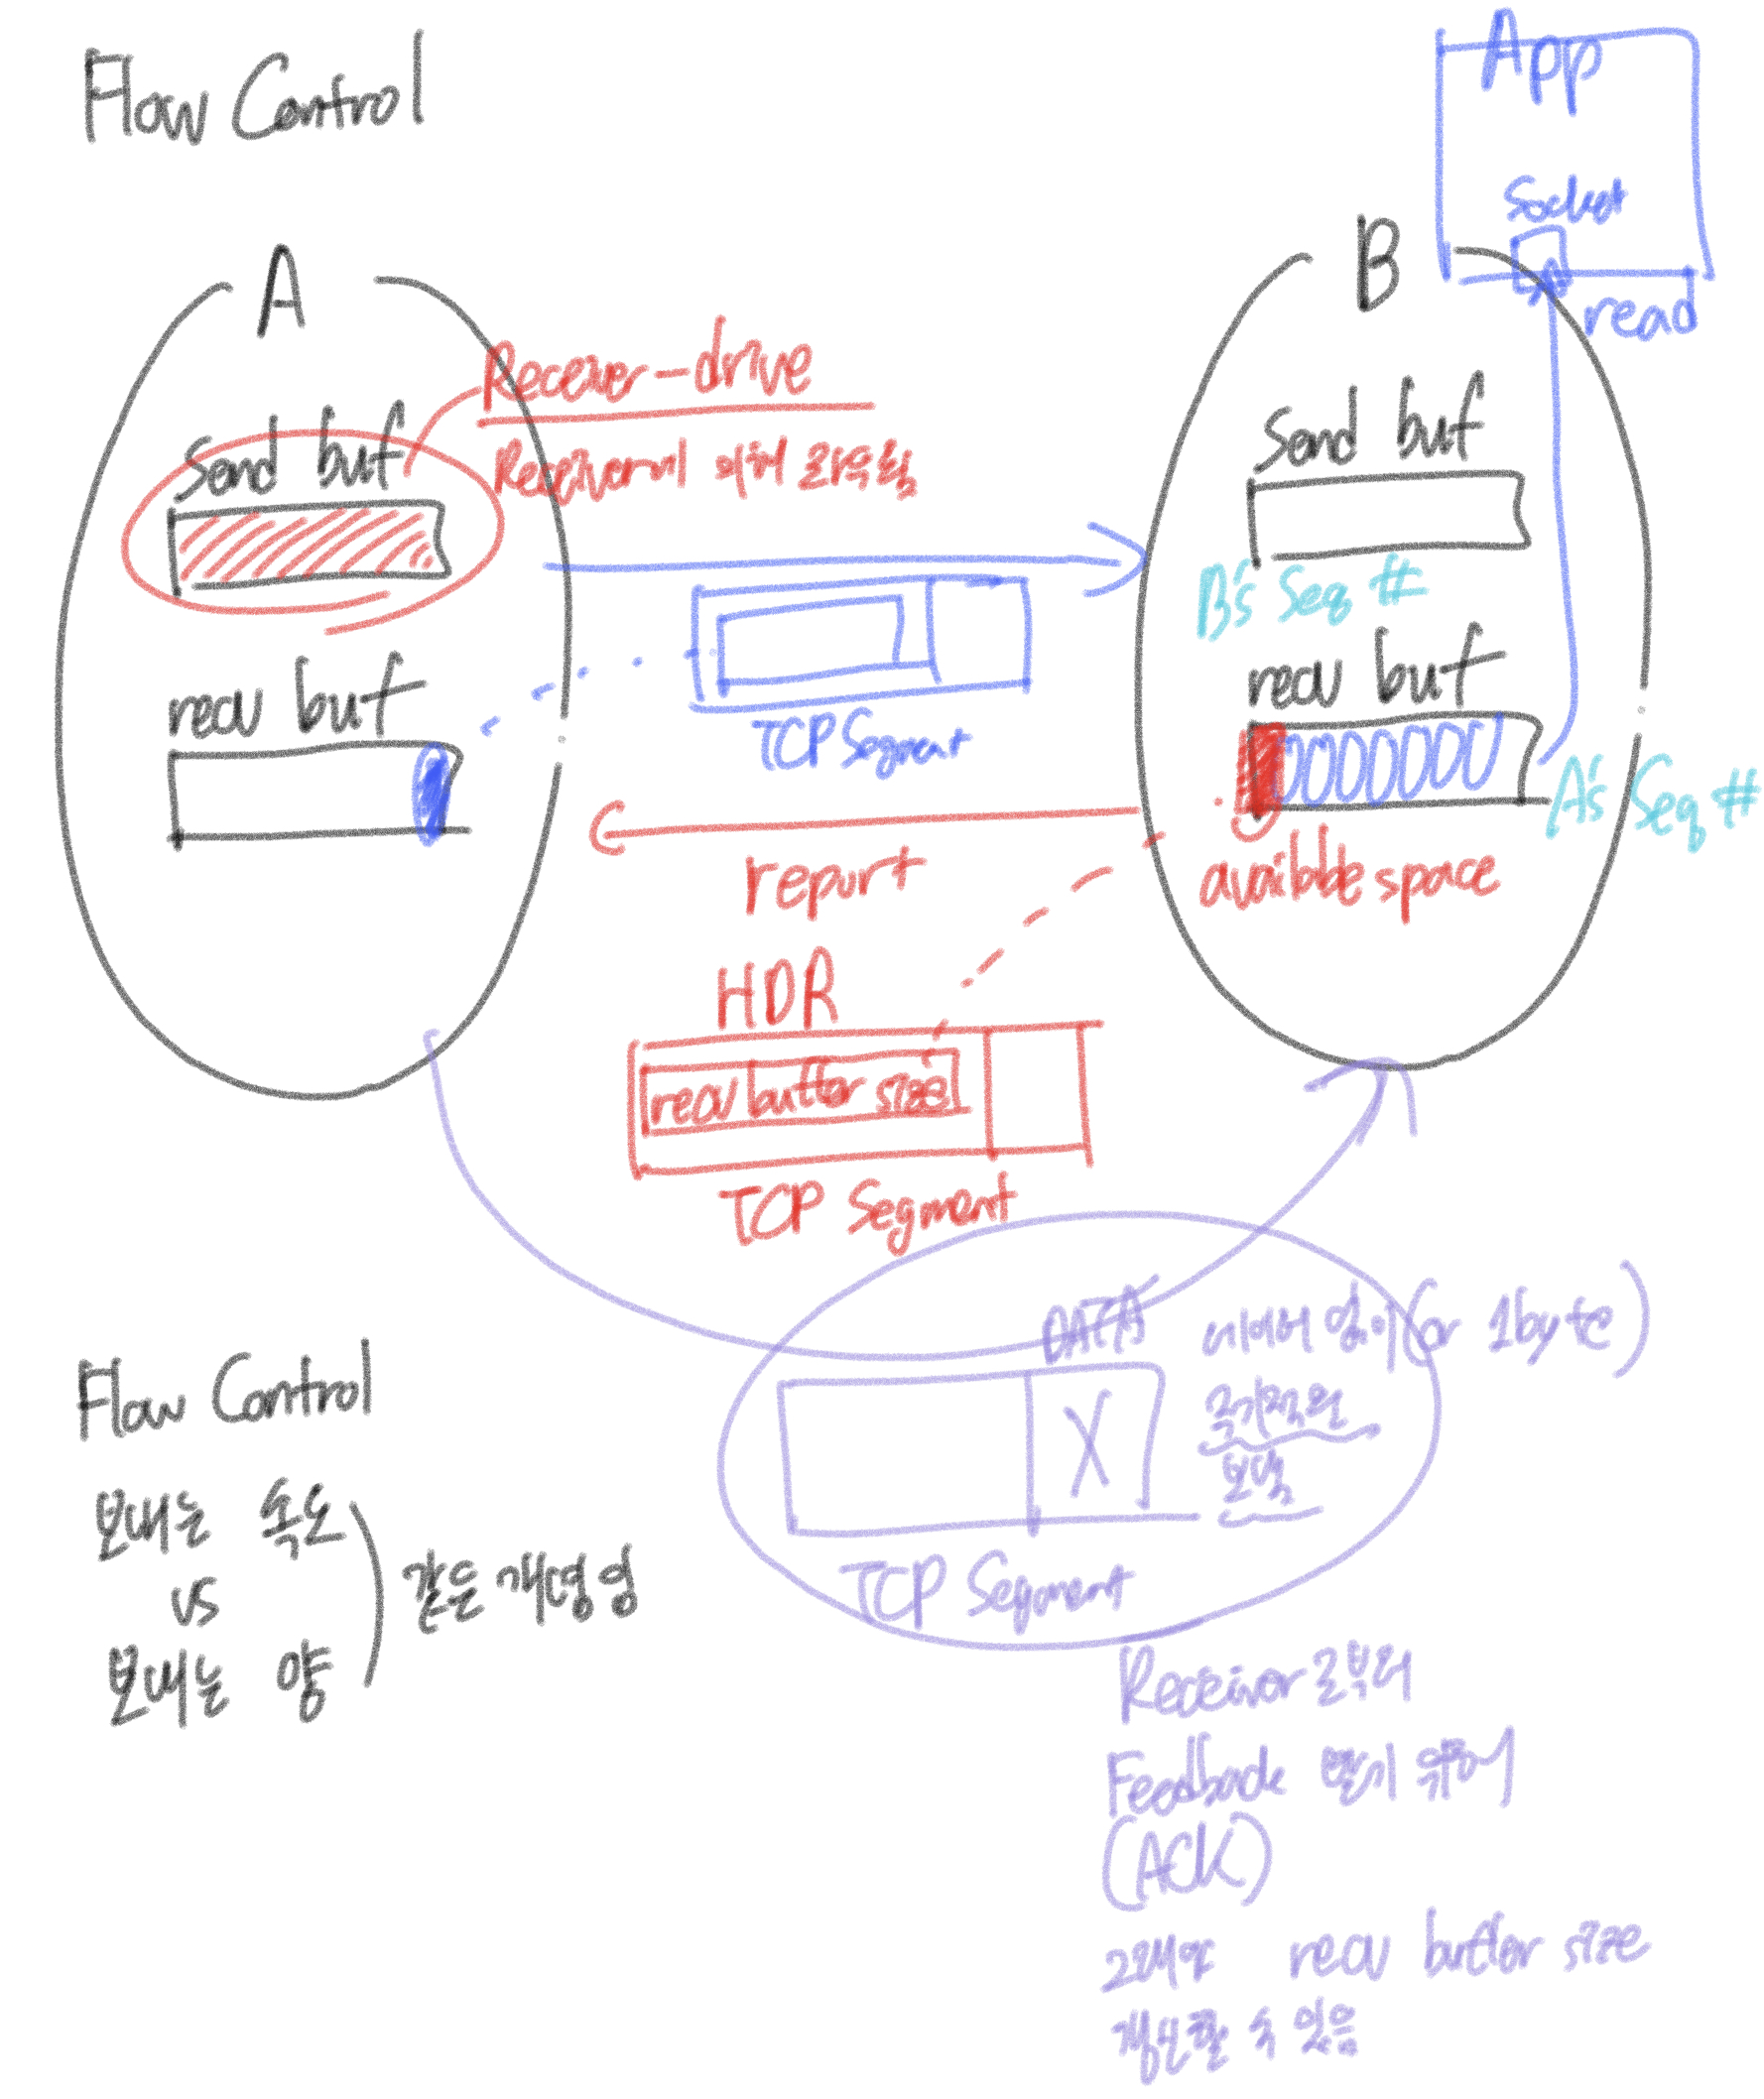 Flow Control
App
Socket
read
A
B
Receiver-drive
Receiver에 의해 좌우됨
Send buf
Send buf
B's Seq #
recv buf
recv buf
TCP Segment
A's Seq #
report
available space
HDR
recv buffer size
TCP Segment
DATA
데이터 없이 (or 1byte)
주기적으로
보냄
TCP Segment
Flow Control
보내는 속도
vs
같은 개념임
보내는 양
Receiver로부터
Feedback 받기 위해
(ACK)
그래야 recv buffer size
갱신할 수 있음